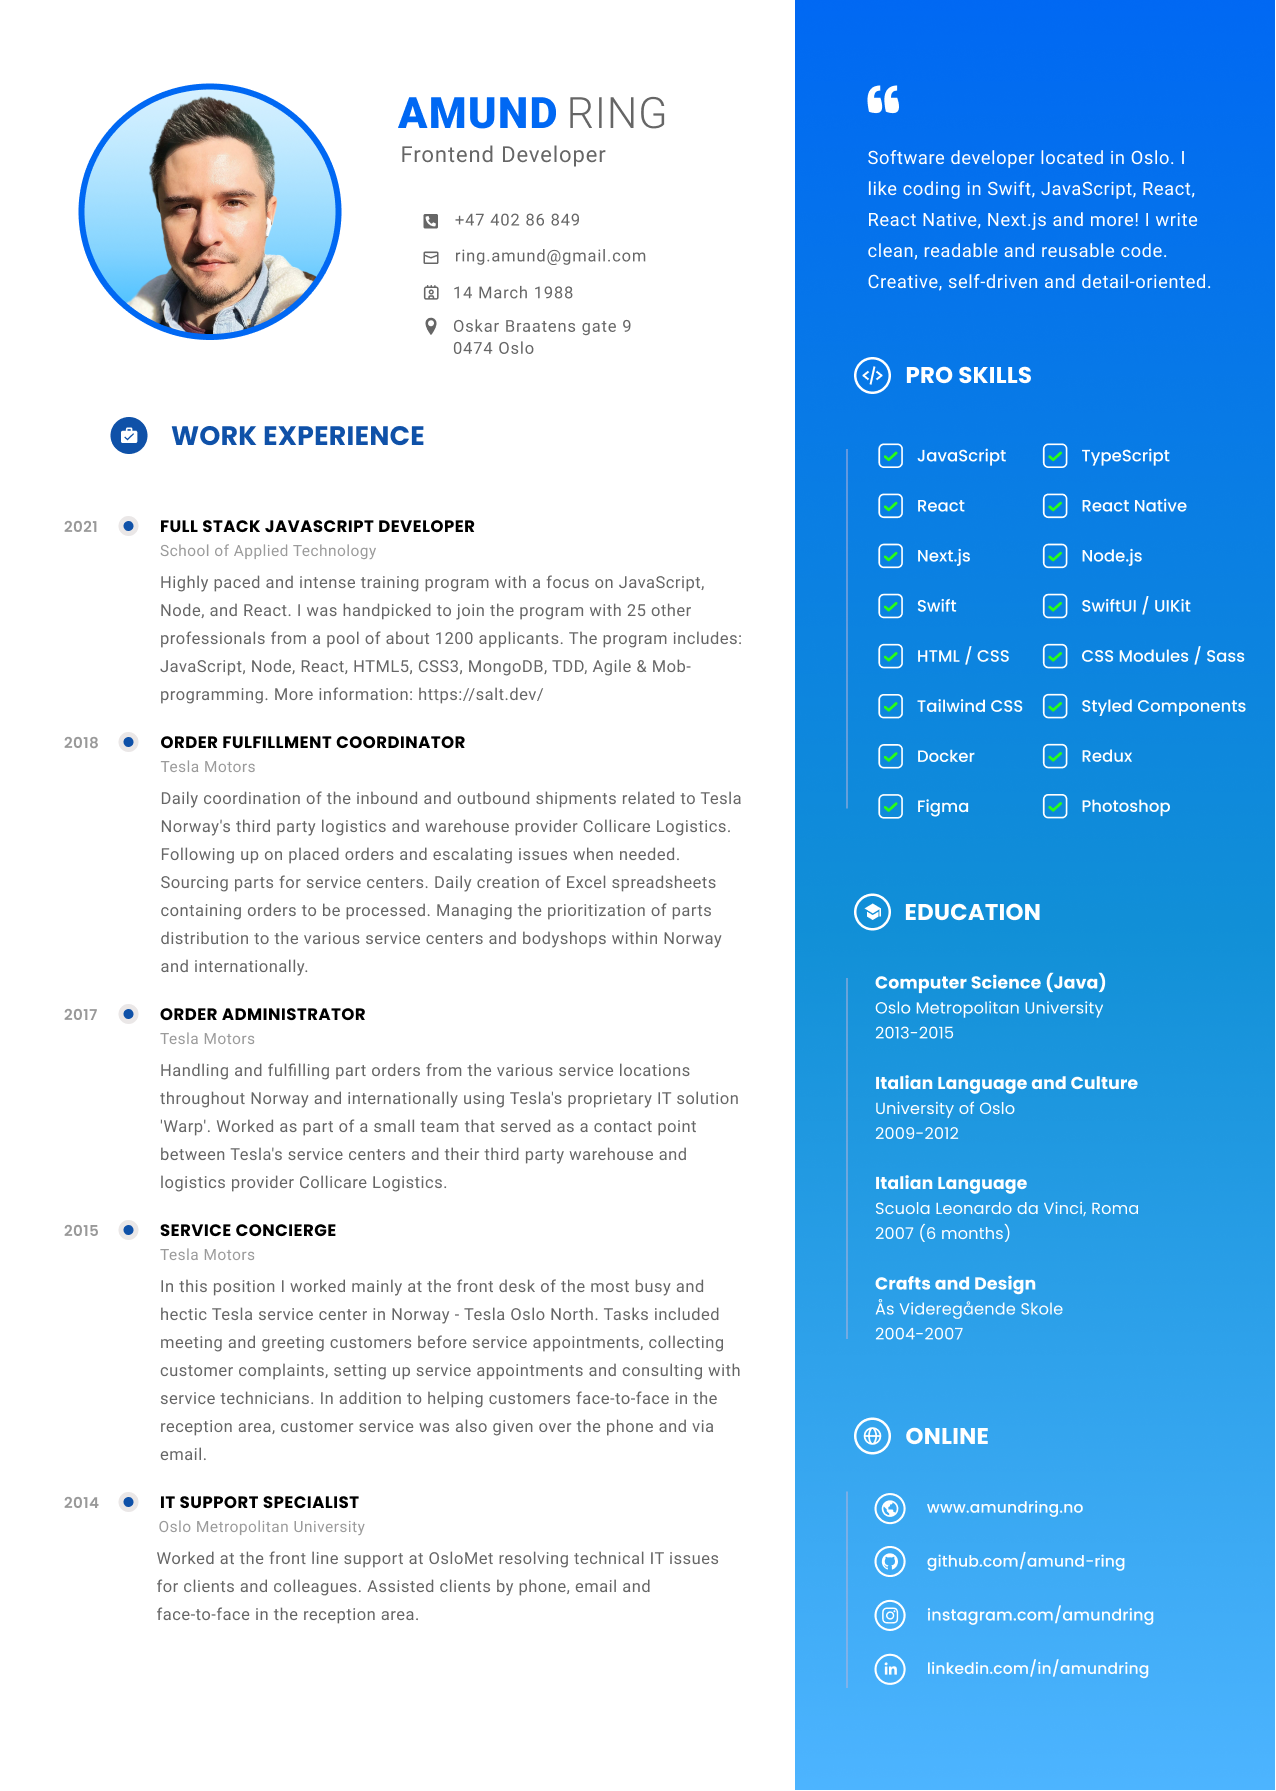 AMUND RING
Frontend Developer
+47 402 86 849
ring.amund@gmail.com
14 March 1988
Oskar Braatens gate 9
0474 Oslo
WORK EXPERIENCE
2021
FULL STACK JAVASCRIPT DEVELOPER
School of Applied Technology
Highly paced and intense training program with a focus on JavaScript,
Node, and React. I was handpicked to join the program with 25 other
professionals from a pool of about 1200 applicants. The program includes:
JavaScript, Node, React, HTML5, CSS3, MongoDB, TDD, Agile & Mob-
programming. More information: https://salt.dev/
2018
ORDER FULFILLMENT COORDINATOR
Tesla Motors
Daily coordination of the inbound and outbound shipments related to Tesla
Norway's third party logistics and warehouse provider Collicare Logistics.
Following up on placed orders and escalating issues when needed.
Sourcing parts for service centers. Daily creation of Excel spreadsheets
containing orders to be processed. Managing the prioritization of parts
distribution to the various service centers and bodyshops within Norway
and internationally.
2017
ORDER ADMINISTRATOR
Tesla Motors
Handling and fulfilling part orders from the various service locations
throughout Norway and internationally using Tesla's proprietary IT solution
'Warp'. Worked as part of a small team that served as a contact point
between Tesla's service centers and their third party warehouse and
logistics provider Collicare Logistics.
2015
SERVICE CONCIERGE
Tesla Motors
In this position I worked mainly at the front desk of the most busy and
hectic Tesla service center in Norway - Tesla Oslo North. Tasks included
meeting and greeting customers before service appointments, collecting
customer complaints, setting up service appointments and consulting with
service technicians. In addition to helping customers face-to-face in the
reception area, customer service was also given over the phone and via
email.
2014
IT SUPPORT SPECIALIST
Oslo Metropolitan University
Worked at the front line support at OsloMet resolving technical IT issues
for clients and colleagues. Assisted clients by phone, email and
face-to-face in the reception area.
“
Software developer located in Oslo. I
like coding in Swift, JavaScript, React,
React Native, Next.js and more! I write
clean, readable and reusable code.
Creative, self-driven and detail-oriented.
PRO SKILLS
JavaScript TypeScript
React React Native
Next.js Node.js
Swift SwiftUI / UIKit
HTML / CSS CSS Modules / Sass
Tailwind CSS Styled Components
Docker Redux
Figma Photoshop
EDUCATION
Computer Science (Java)
Oslo Metropolitan University
2013-2015
Italian Language and Culture
University of Oslo
2009-2012
Italian Language
Scuola Leonardo da Vinci, Roma
2007 (6 months)
Crafts and Design
Ås Videregående Skole
2004-2007
ONLINE
www.amundring.no
github.com/amund-ring
instagram.com/amundring
linkedin.com/in/amundring